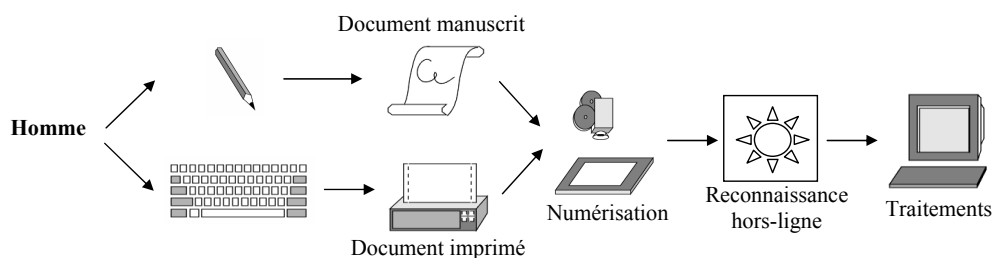 Document manuscrit
Homme
Numérisation
Reconnaissance
hors-ligne
Traitements
Document imprimé